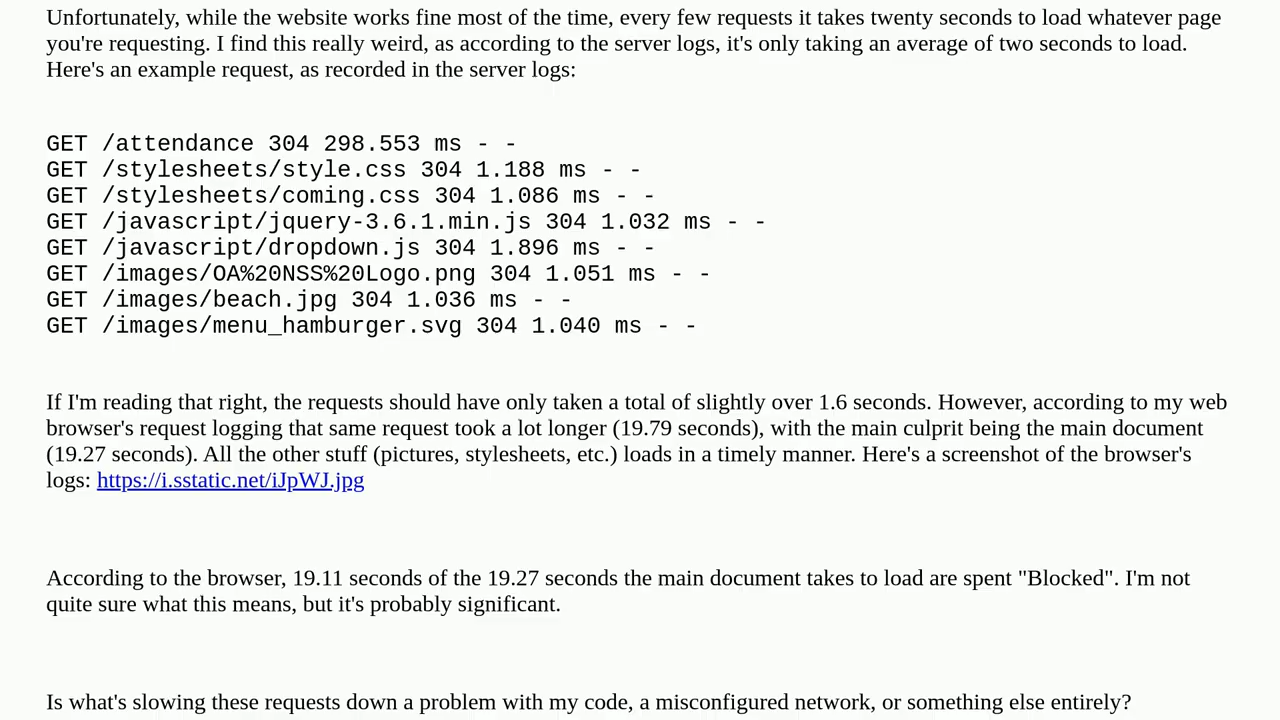 Unfortunately, while the website works fine most of the time, every few requests it takes twenty seconds to load whatever page
you're requesting. I find this really weird, as according to the server logs, it's only taking an average of two seconds to load.
Here's an example request, as recorded in the server logs:
GET /attendance 304 298.553 ms - -
GET /stylesheets/style.css 304 1.188 ms - -
GET /stylesheets/coming.css 304 1.086 ms - -
GET /javascript/jquery-3.6.1.min.js 304 1.032 ms - -
GET /javascript/dropdown.js 304 1.896 ms - -
GET /images/OA%20NSS%20Logo.png 304 1.051 ms - -
GET /images/beach.jpg 304 1.036 ms - -
GET /images/menu_hamburger.svg 304 1.040 ms - -
If I'm reading that right, the requests should have only taken a total of slightly over 1.6 seconds. However, according to my web
browser's request logging that same request took a lot longer (19.79 seconds), with the main culprit being the main document
(19.27 seconds). All the other stuff (pictures, stylesheets, etc.) loads in a timely manner. Here's a screenshot of the browser's
logs: https://i.sstatic.net/iJpWJ.jpg
According to the browser, 19.11 seconds of the 19.27 seconds the main document takes to load are spent "Blocked". I'm not
quite sure what this means, but it's probably significant.
Is what's slowing these requests down a problem with my code, a misconfigured network, or something else entirely?